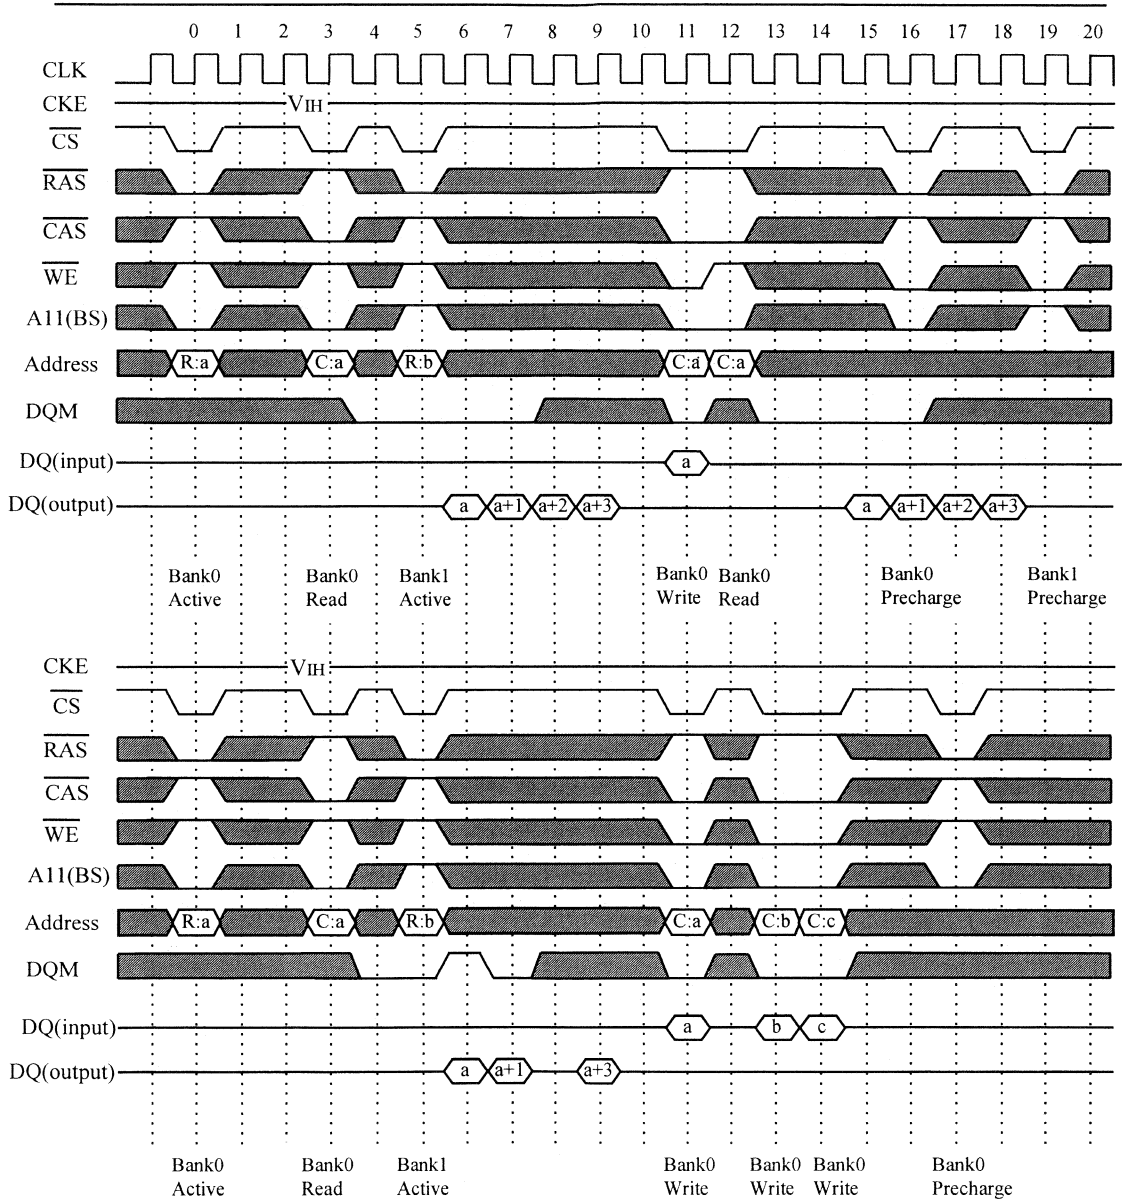 0 1 2 3 4 5 6 7 8 9 10 11 12 13 14 15 16 17 18 19 20
CLK
CKE VIH
CS
RAS
CAS
WE
A11(BS)
Address R:a C:a R:b C:a C:a
DQM
DQ(input) a
DQ(output) a a+1 a+2 a+3 a a+1 a+2 a+3
Bank0 Bank0 Bank1 Bank0 Bank0 Bank0 Bank1
Active Read Active Write Read Precharge Precharge
CKE VIH
CS
RAS
CAS
WE
A11(BS)
Address R:a C:a R:b C:a C:b C:c
DQM
DQ(input) a b c
DQ(output) a a+1 a+3
Bank0 Bank0 Bank1 Bank0 Bank0 Bank0 Bank0
Active Read Active Write Write Write Precharge